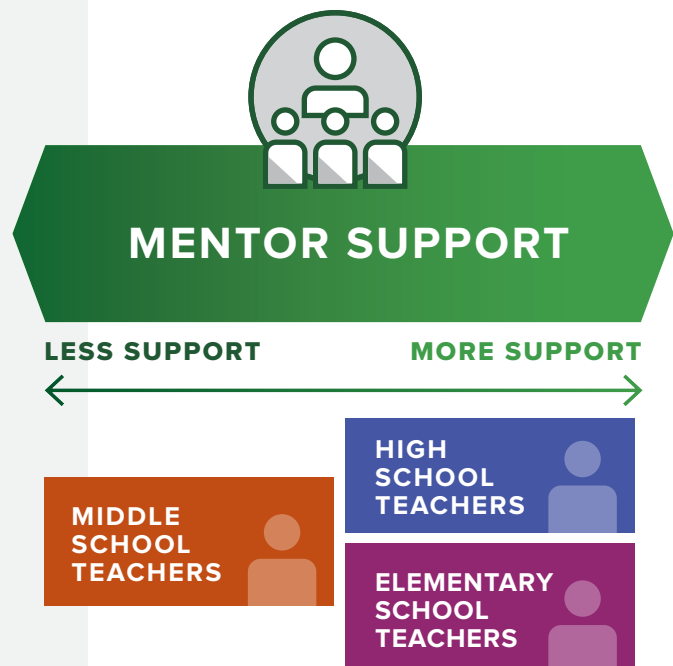 MENTOR SUPPORT
LESS SUPPORT
MORE SUPPORT
HIGH
SCHOOL
TEACHERS
MIDDLE
SCHOOL
TEACHERS
ELEMENTARY
SCHOOL
TEACHERS